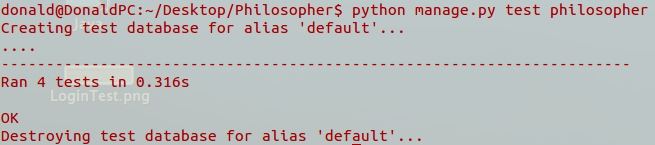 donald@DonaldPC:~/Desktop/Philosopher$ python manage.py test philosopher
Creating test database for alias 'default'...
....
----------------------------------------------------------------------
Ran 4 tests in 0.316s
LoginTest.png
OK
Destroying test database for alias 'default'...